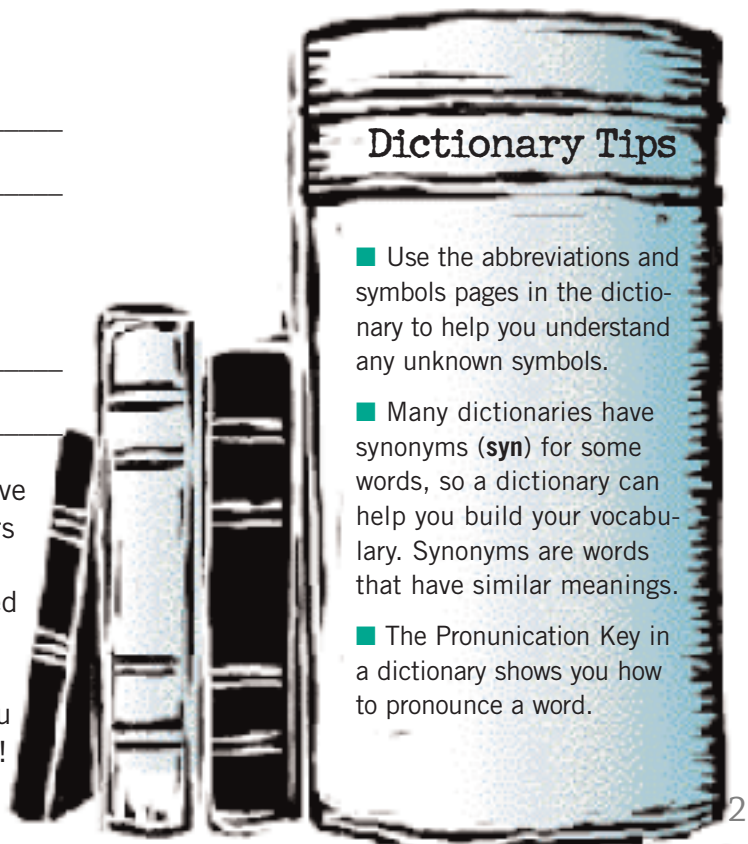 Dictionary Tips
■ Use the abbreviations and
symbols pages in the dictio-
nary to help you understand
any unknown symbols.
■ Many dictionaries have
synonyms (syn) for some
words, so a dictionary can
help you build your vocabu-
lary. Synonyms are words
that have similar meanings.
■ The Pronunication Key in
a dictionary shows you how
to pronounce a word.
2